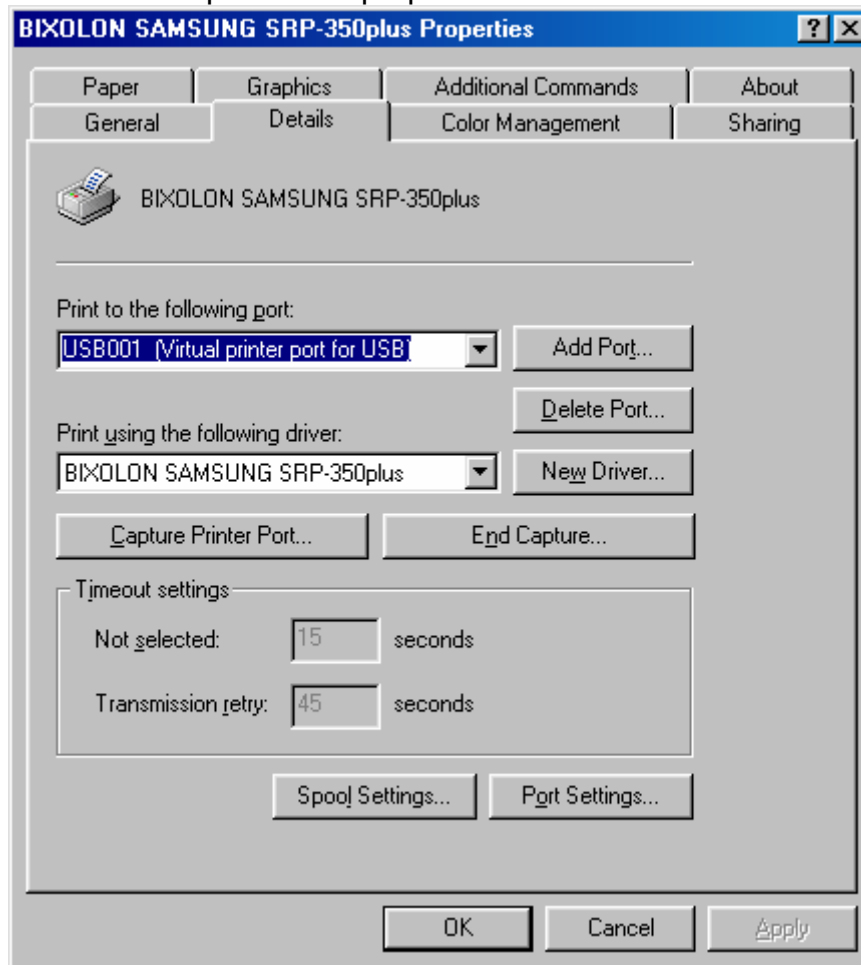 BIXOLON SAMSUNG SRP-350plus Properties
Paper Graphics Additional Commands About
General Details Color Management Sharing
BIXOLON SAMSUNG SRP-350plus
Print to the following port:
USB001 (Virtual printer port for USB) Add Port...
Delete Port...
Print using the following driver:
BIXOLON SAMSUNG SRP-350plus New Driver...
Capture Printer Port... End Capture...
Timeout settings
Not selected: 15 seconds
Transmission retry: 45 seconds
Spool Settings... Port Settings...
OK Cancel Apply